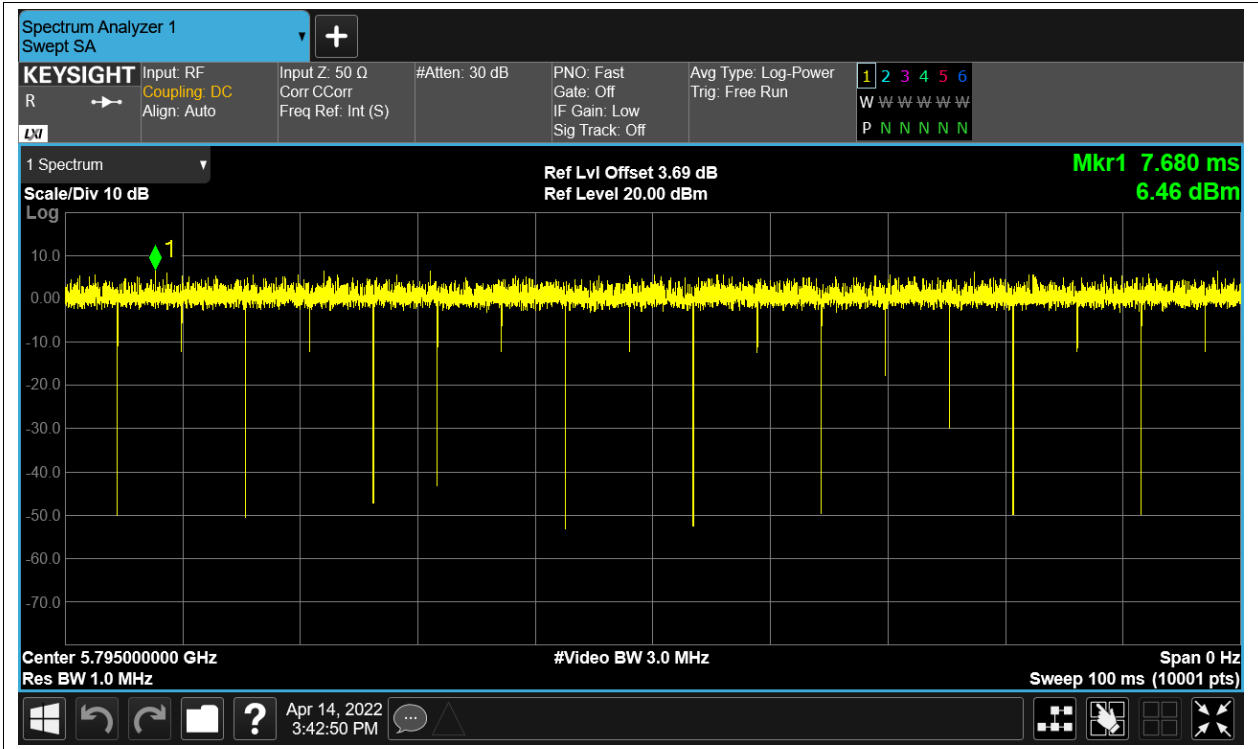 Spectrum Analyzer 1
Swept SA
+
KEYSIGHT
R
LXI
Input: RF
Coupling: DC
Align: Auto
Input Z: 50 Ω
Corr CCorr
Freq Ref: Int (S)
#Atten: 30 dB
PNO: Fast
Gate: Off
IF Gain: Low
Sig Track: Off
Avg Type: Log-Power
Trig: Free Run
1 2 3 4 5 6
W W W W W W
P N N N N N
1 Spectrum
Scale/Div 10 dB
Log
Ref Lvl Offset 3.69 dB
Ref Level 20.00 dBm
Mkr1 7.680 ms
6.46 dBm
1
10.0
0.00
-10.0
-20.0
-30.0
-40.0
-50.0
-60.0
-70.0
Center 5.795000000 GHz
#Video BW 3.0 MHz
Span 0 Hz
Res BW 1.0 MHz
Sweep 100 ms (10001 pts)
?
Apr 14, 2022
3:42:50 PM